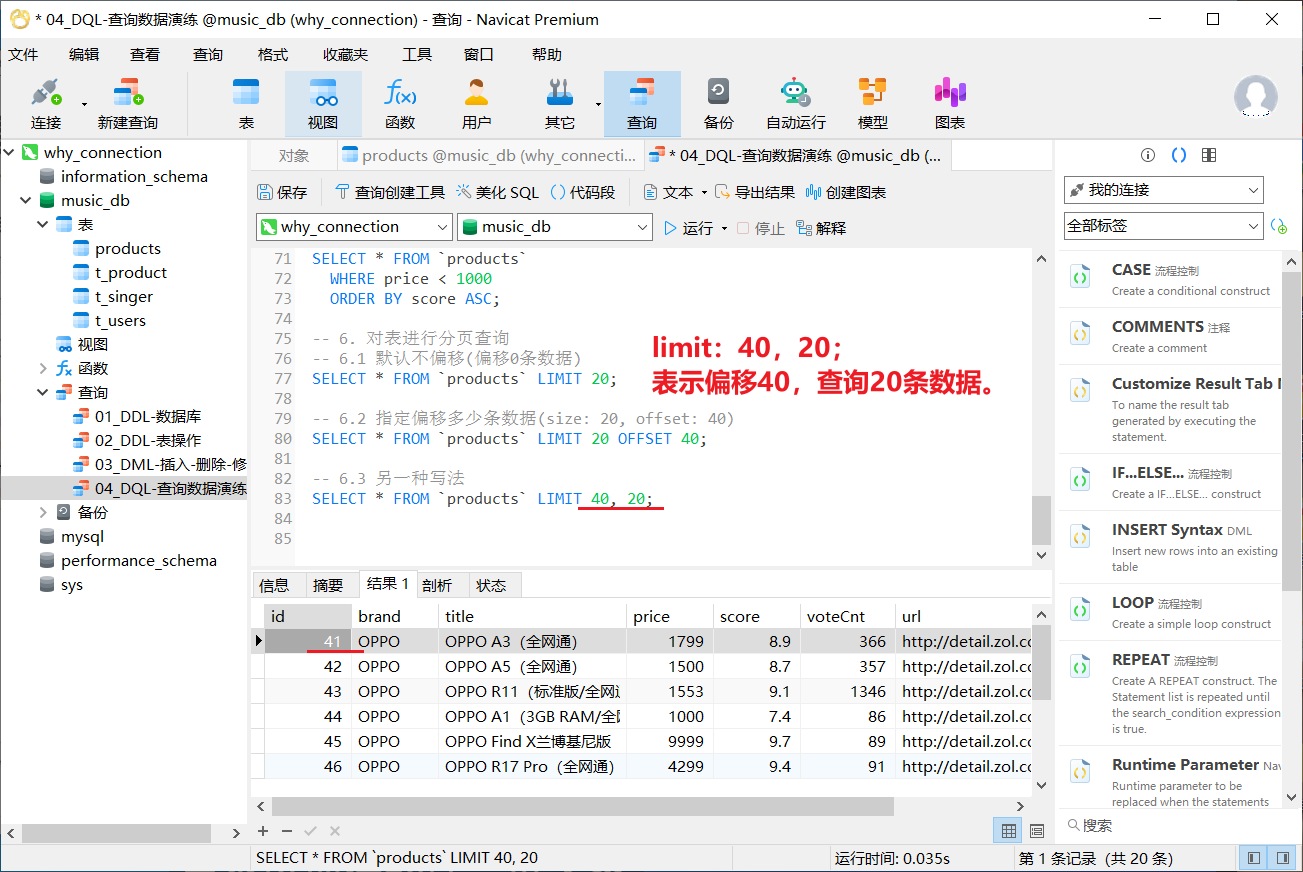 * 04_DQL-查询数据演练 @music_db (why_connection) - 查询 - Navicat Premium
文件 编辑 查看 查询 格式 收藏夹 工具 窗口 帮助
连接 新建查询 表 视图 函数 用户 其它 查询 备份 自动运行 模型 图表
why_connection
information_schema
music_db
表
products
t_product
t_singer
t_users
视图
函数
查询
01_DDL-数据库
02_DDL-表操作
03_DML-插入-删除-修
04_DQL-查询数据演练
备份
mysql
performance_schema
sys
对象 products @music_db (why_connecti... * 04_DQL-查询数据演练 @music_db (...
保存 查询创建工具 美化 SQL () 代码段 文本 导出结果 创建图表
why_connection music_db 运行 停止 解释
71 SELECT * FROM `products`
72 WHERE price < 1000
73 ORDER BY score ASC;
74
75 -- 6. 对表进行分页查询
76 -- 6.1 默认不偏移(偏移0条数据)
77 SELECT * FROM `products` LIMIT 20;
78
79 -- 6.2 指定偏移多少条数据(size: 20, offset: 40)
80 SELECT * FROM `products` LIMIT 20 OFFSET 40;
81
82 -- 6.3 另一种写法
83 SELECT * FROM `products` LIMIT 40, 20;
84
85
limit：40，20；
表示偏移40，查询20条数据。
信息 摘要 结果 1 剖析 状态
id brand title price score voteCnt url
41 OPPO OPPO A3（全网通） 1799 8.9 366 http://detail.zol.cc
42 OPPO OPPO A5（全网通） 1500 8.7 357 http://detail.zol.cc
43 OPPO OPPO R11（标准版/全网通 1553 9.1 1346 http://detail.zol.cc
44 OPPO OPPO A1（3GB RAM/全网 1000 7.4 86 http://detail.zol.cc
45 OPPO OPPO Find X兰博基尼版 9999 9.7 89 http://detail.zol.cc
46 OPPO OPPO R17 Pro（全网通） 4299 9.4 91 http://detail.zol.cc
SELECT * FROM `products` LIMIT 40, 20 运行时间: 0.035s 第 1 条记录（共 20 条）
我的连接
全部标签
CASE 流程控制
Create a conditional construct
COMMENTS 注释
Create a comment
Customize Result Tab N
To name the result tab
generated by executing the
statement.
IF...ELSE... 流程控制
Create a IF...ELSE... construct
INSERT Syntax DML
Insert new rows into an existing
table
LOOP 流程控制
Create a simple loop construct
REPEAT 流程控制
Create A REPEAT construct. The
Statement list is repeated until
the search_condition expression
is true.
Runtime Parameter Nav
Runtime parameter to be
replaced when the statements
搜索